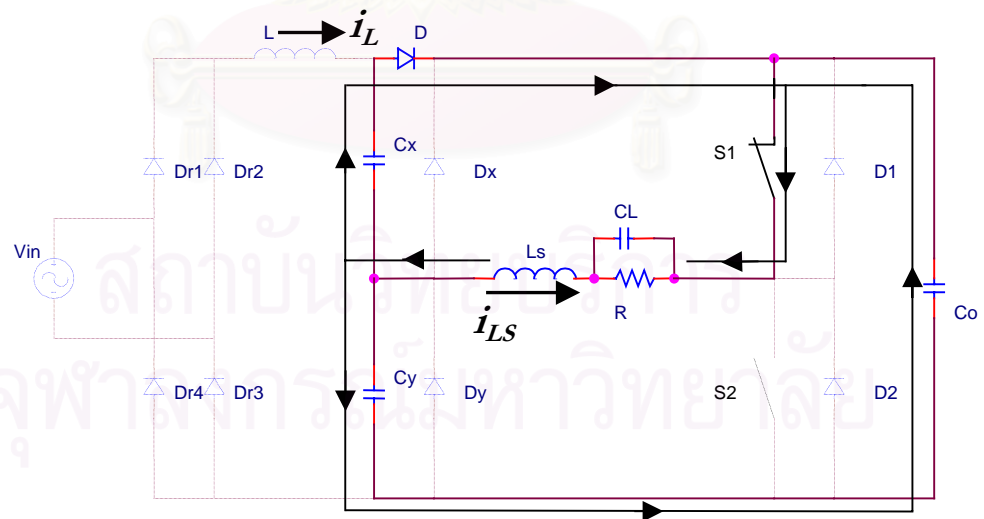 L
i_L
D
Cx
Dx
S1
D1
Dr1
Dr2
CL
Vin
Ls
R
Co
i_LS
Cy
Dy
S2
D2
Dr4
Dr3
สถาบันวิทยบริการ
จุฬาลงกรณ์มหาวิทยาลัย